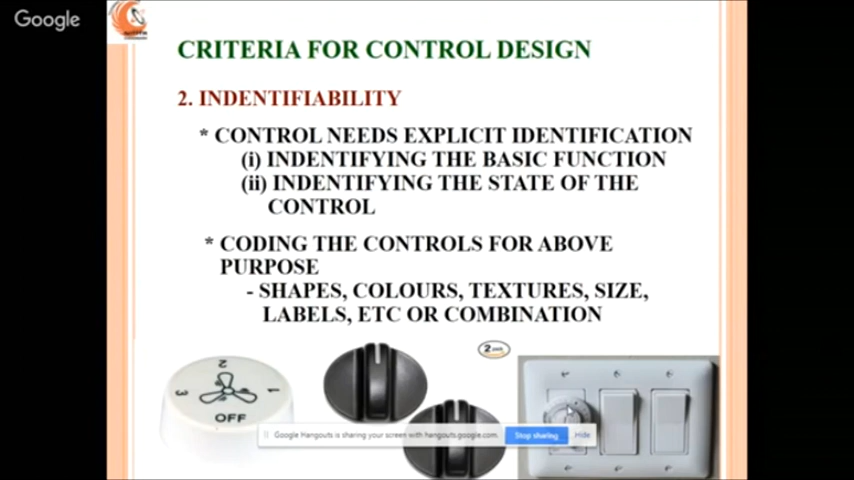 Google
CRITERIA FOR CONTROL DESIGN
2. INDENTIFIABILITY
* CONTROL NEEDS EXPLICIT IDENTIFICATION
(i) INDENTIFYING THE BASIC FUNCTION
(ii) INDENTIFYING THE STATE OF THE
CONTROL
* CODING THE CONTROLS FOR ABOVE
PURPOSE
- SHAPES, COLOURS, TEXTURES, SIZE,
LABELS, ETC OR COMBINATION
2
3
1
OFF
2 pack
Google Hangouts is sharing your screen with hangouts.google.com.
Stop sharing
Hide